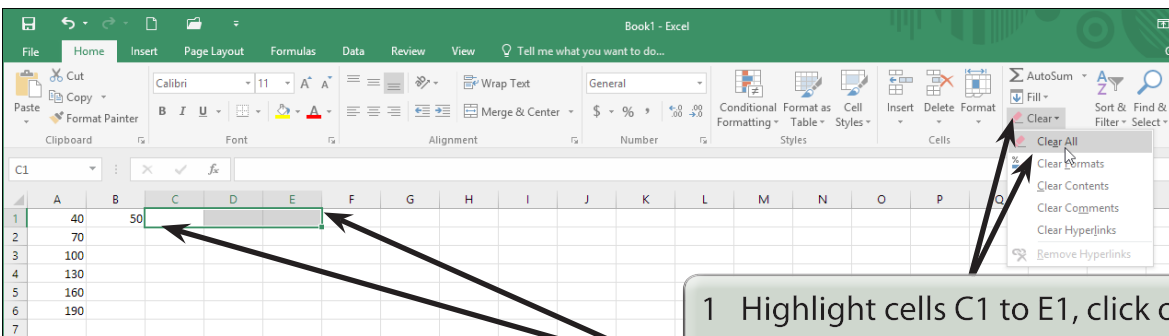 Book1 - Excel
File Home Insert Page Layout Formulas Data Review View Tell me what you want to do...
Cut
Copy
Format Painter
Paste
Clipboard
Calibri 11 A A
B I U A
Font
Wrap Text
Merge & Center
Alignment
General
$ % , .0 .00
Number
Conditional Formatting
Format as Table
Cell Styles
Styles
Insert Delete Format
Cells
AutoSum
Fill
Clear
Sort & Filter
Find & Select
Clear All
Clear Formats
Clear Contents
Clear Comments
Clear Hyperlinks
Remove Hyperlinks
C1 fx
A B C D E F G H I J K L M N O P Q
1 40 50
2 70
3 100
4 130
5 160
6 190
7
1 Highlight cells C1 to E1, click